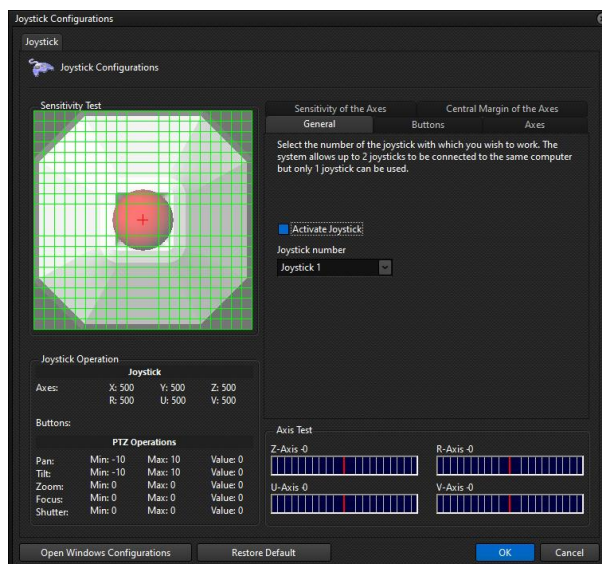 Joystick Configurations
Joystick
Joystick Configurations
Sensitivity Test
Sensitivity of the Axes
Central Margin of the Axes
General
Buttons
Axes
Select the number of the joystick with which you wish to work. The
system allows up to 2 joysticks to be connected to the same computer
but only 1 joystick can be used.
Activate Joystick
Joystick number
Joystick 1
Joystick Operation
Joystick
Axes: X: 500 Y: 500 Z: 500
R: 500 U: 500 V: 500
Buttons:
PTZ Operations
Pan: Min: -10 Max: 10 Value: 0
Tilt: Min: -10 Max: 10 Value: 0
Zoom: Min: 0 Max: 0 Value: 0
Focus: Min: 0 Max: 0 Value: 0
Shutter: Min: 0 Max: 0 Value: 0
Axis Test
Z-Axis -0
R-Axis -0
U-Axis -0
V-Axis -0
Open Windows Configurations
Restore Default
OK
Cancel